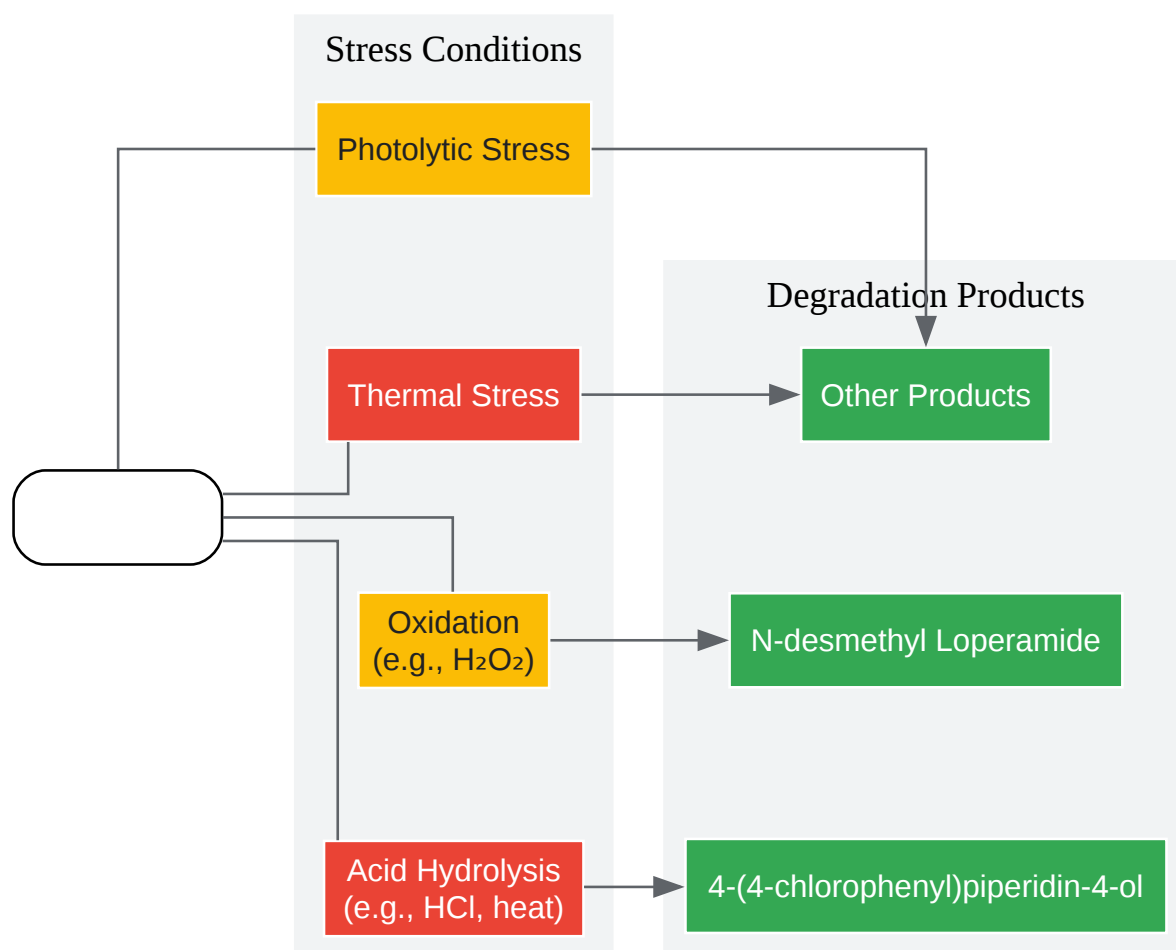 Stress Conditions
Photolytic Stress
Degradation Products
Thermal Stress
Other Products
Oxidation
(e.g., H₂O₂)
N-desmethyl Loperamide
Acid Hydrolysis
(e.g., HCl, heat)
4-(4-chlorophenyl)piperidin-4-ol